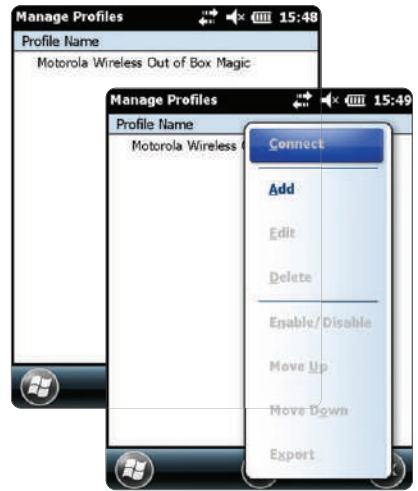 Manage Profiles 15:48
Profile Name
Motorola Wireless Out of Box Magic
Manage Profiles 15:49
Profile Name
Motorola Wireless
Connect
Add
Edit
Delete
Enable/Disable
Move Up
Move Down
Export